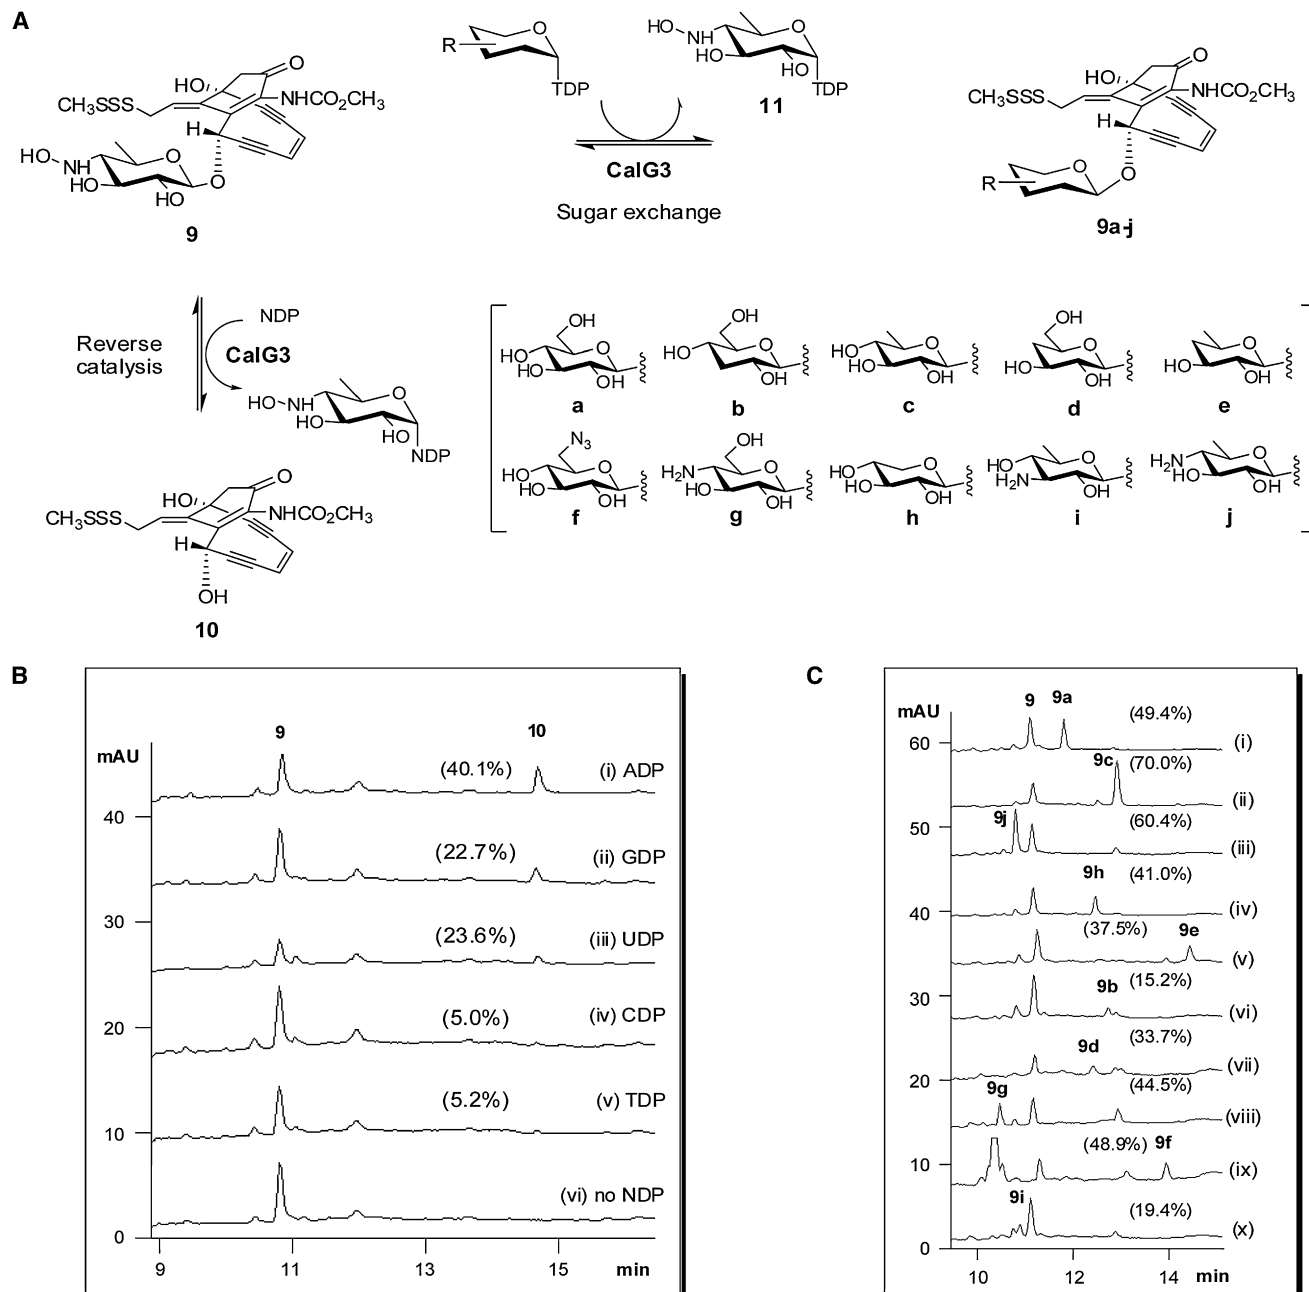 A
HO
NH
HO
HO
O
CH3SSS
NHCO2CH3
H
O
O
HO
HO
9
R
O
TDP
HO
NH
HO
HO
O
TDP
11
CalG3
Sugar exchange
HO
O
CH3SSS
NHCO2CH3
H
O
O
R
9a-j
Reverse
catalysis
NDP
CalG3
HO
NH
HO
HO
O
NDP
HO
O
CH3SSS
NHCO2CH3
H
OH
10
OH
HO
HO
O
OH
a
OH
HO
O
OH
b
HO
HO
O
OH
c
OH
HO
O
OH
d
HO
O
OH
e
N3
HO
HO
O
OH
f
OH
H2N
HO
O
OH
g
HO
HO
O
OH
h
HO
H2N
O
OH
i
H2N
HO
O
OH
j
B
mAU
9
10
(40.1%)
(i) ADP
40
(22.7%)
(ii) GDP
30
(23.6%)
(iii) UDP
(5.0%)
(iv) CDP
20
(5.2%)
(v) TDP
10
(vi) no NDP
0
9
11
13
15
min
C
mAU
9
9a
(49.4%)
(i)
60
9c
(70.0%)
(ii)
9j
(60.4%)
(iii)
50
9h
(41.0%)
(iv)
40
(37.5%)
9e
(v)
9b
(15.2%)
(vi)
30
9d
(33.7%)
(vii)
20
9g
(44.5%)
(viii)
(48.9%)
9f
(ix)
10
9i
(19.4%)
(x)
0
10
12
14
min